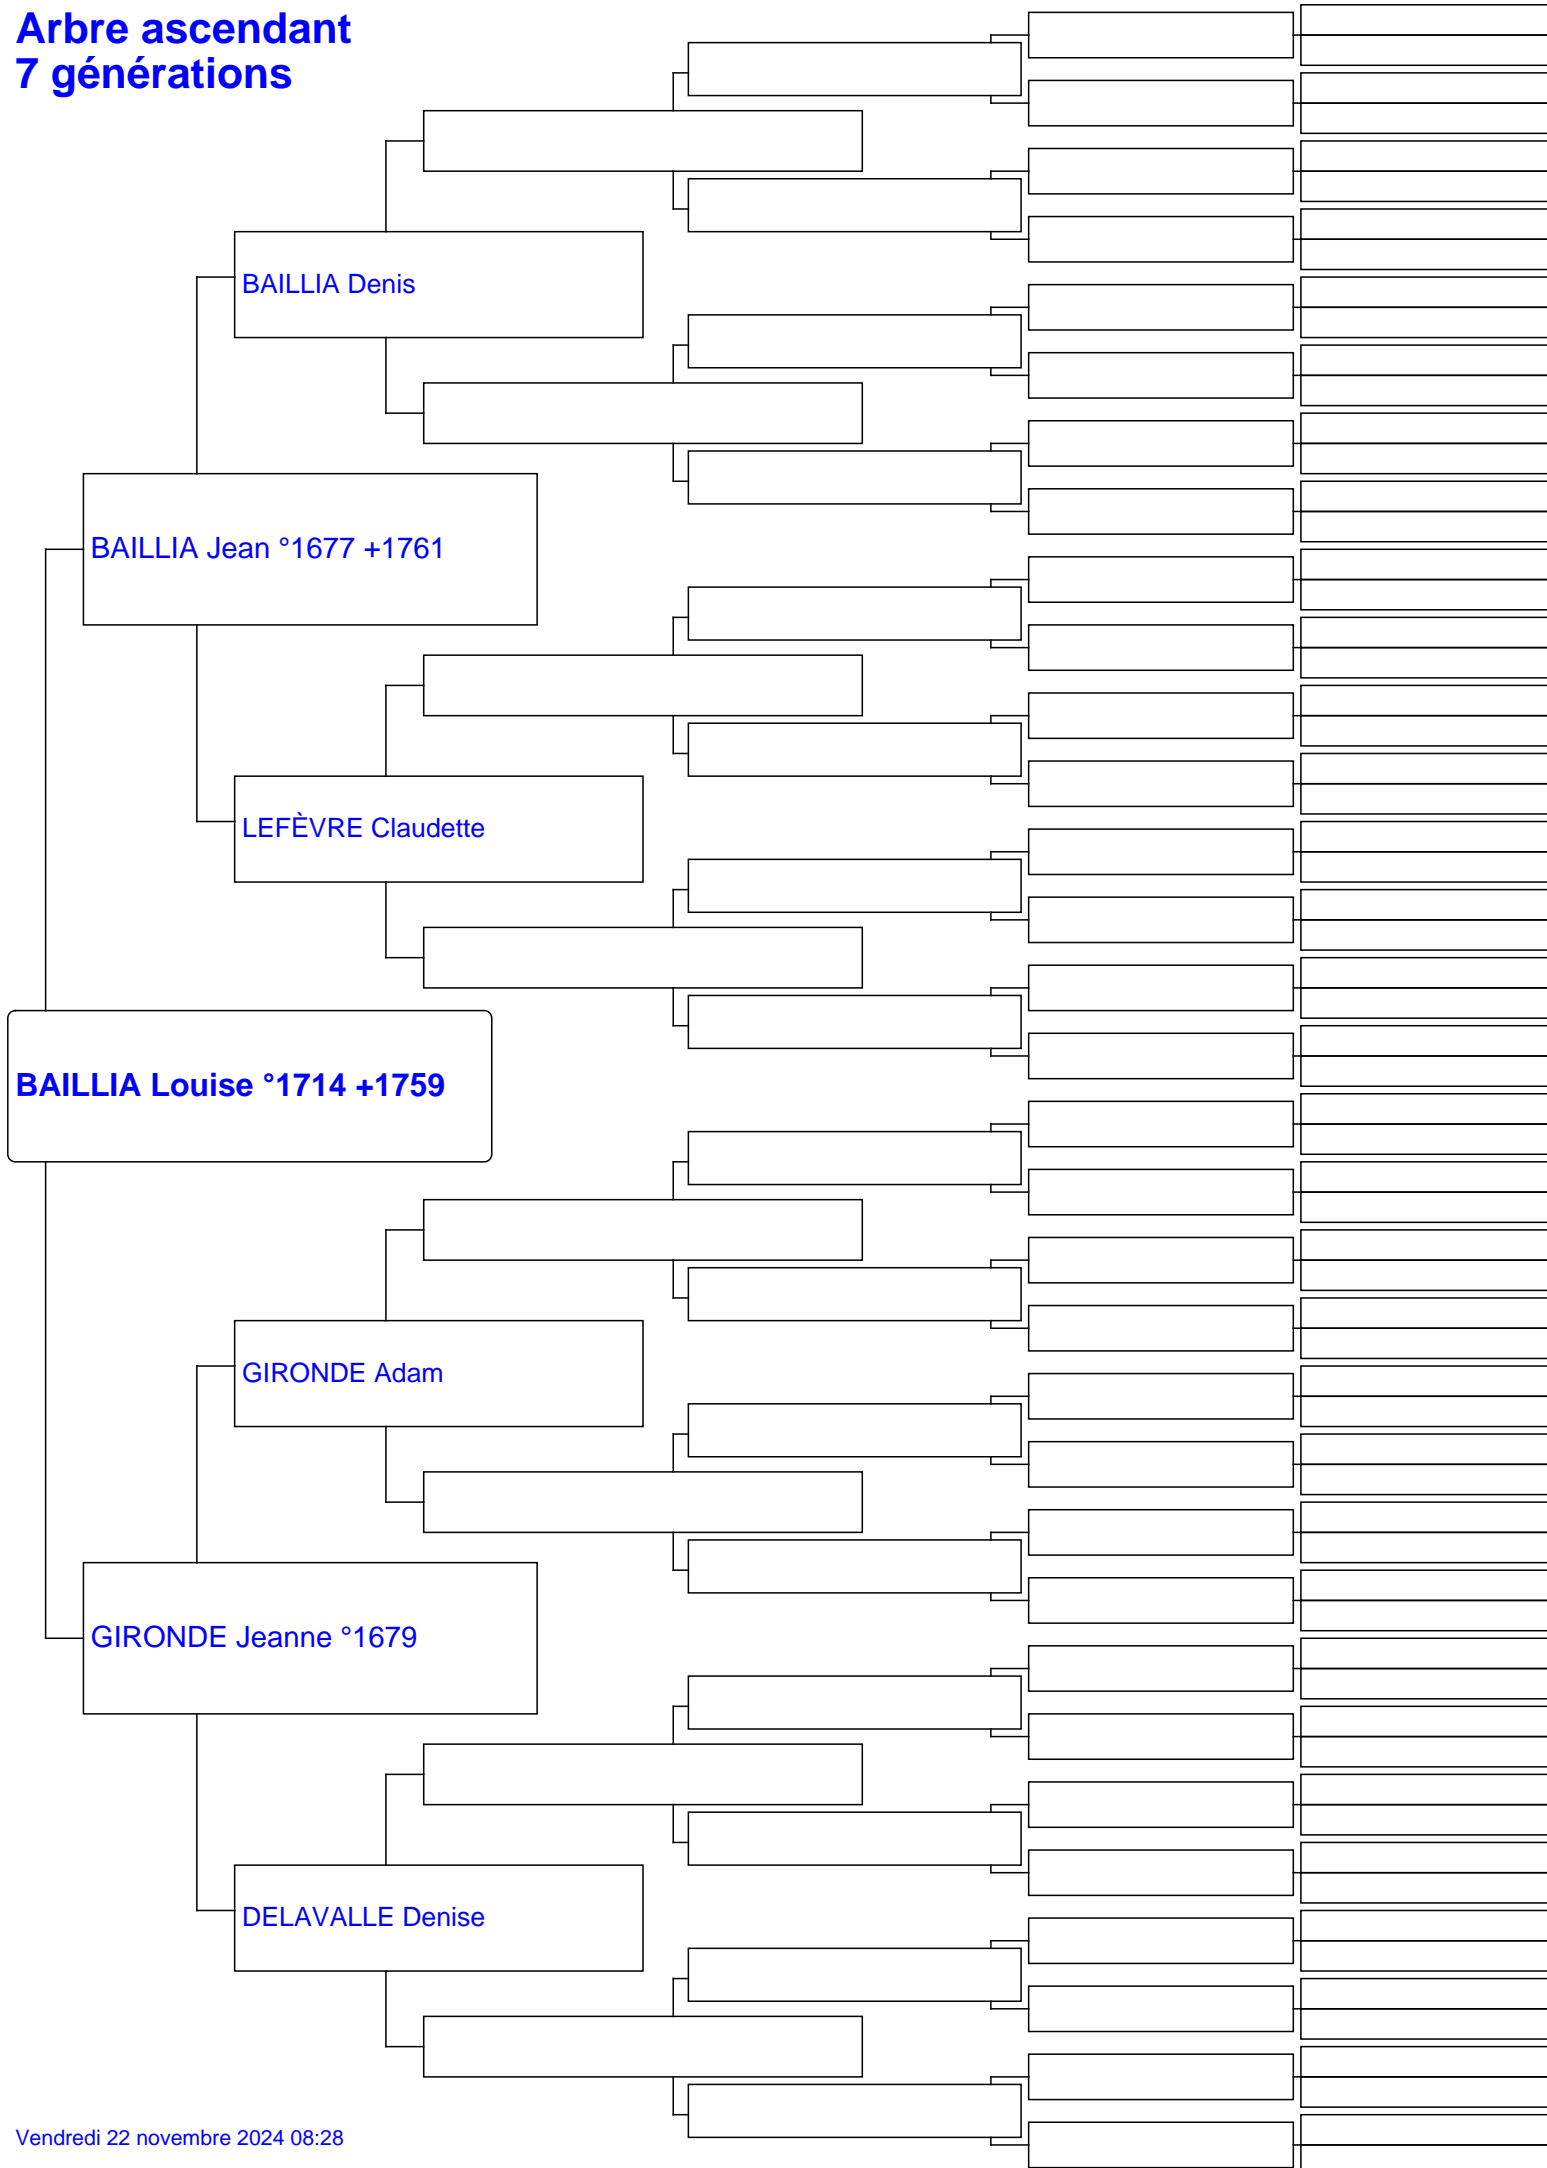 Arbre ascendant
7 générations
BAILLIA Denis
BAILLIA Jean °1677 +1761
LEFÈVRE Claudette
BAILLIA Louise °1714 +1759
GIRONDE Adam
GIRONDE Jeanne °1679
DELAVALLE Denise
Vendredi 22 novembre 2024 08:28